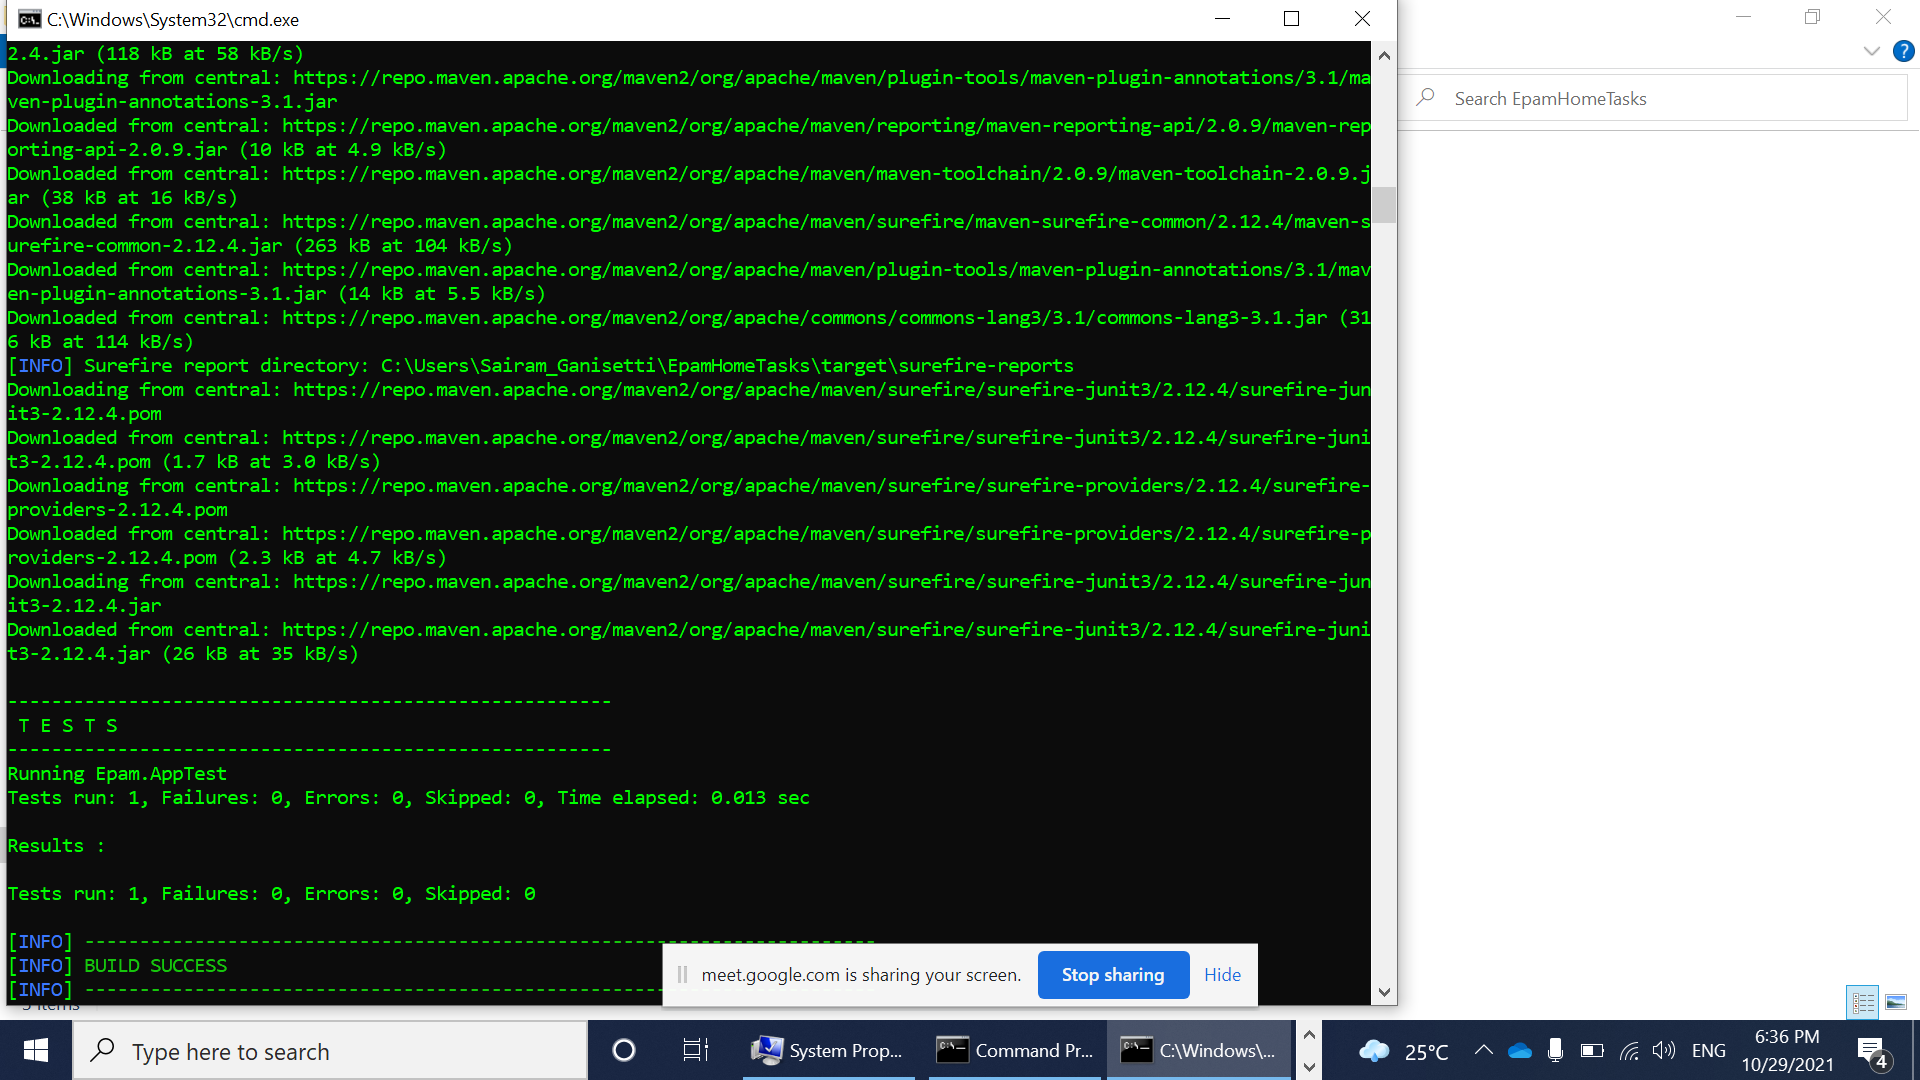 C:\Windows\System32\cmd.exe
2.4.jar (118 kB at 58 kB/s)
Downloading from central: https://repo.maven.apache.org/maven2/org/apache/maven/plugin-tools/maven-plugin-annotations/3.1/ma
ven-plugin-annotations-3.1.jar
Downloaded from central: https://repo.maven.apache.org/maven2/org/apache/maven/reporting/maven-reporting-api/2.0.9/maven-rep
orting-api-2.0.9.jar (10 kB at 4.9 kB/s)
Downloaded from central: https://repo.maven.apache.org/maven2/org/apache/maven/maven-toolchain/2.0.9/maven-toolchain-2.0.9.j
ar (38 kB at 16 kB/s)
Downloaded from central: https://repo.maven.apache.org/maven2/org/apache/maven/surefire/maven-surefire-common/2.12.4/maven-s
urefire-common-2.12.4.jar (263 kB at 104 kB/s)
Downloaded from central: https://repo.maven.apache.org/maven2/org/apache/maven/plugin-tools/maven-plugin-annotations/3.1/mav
en-plugin-annotations-3.1.jar (14 kB at 5.5 kB/s)
Downloaded from central: https://repo.maven.apache.org/maven2/org/apache/commons/commons-lang3/3.1/commons-lang3-3.1.jar (31
6 kB at 114 kB/s)
[INFO] Surefire report directory: C:\Users\Sairam_Ganisetti\EpamHomeTasks\target\surefire-reports
Downloading from central: https://repo.maven.apache.org/maven2/org/apache/maven/surefire/surefire-junit3/2.12.4/surefire-jun
it3-2.12.4.pom
Downloaded from central: https://repo.maven.apache.org/maven2/org/apache/maven/surefire/surefire-junit3/2.12.4/surefire-juni
t3-2.12.4.pom (1.7 kB at 3.0 kB/s)
Downloading from central: https://repo.maven.apache.org/maven2/org/apache/maven/surefire/surefire-providers/2.12.4/surefire-
providers-2.12.4.pom
Downloaded from central: https://repo.maven.apache.org/maven2/org/apache/maven/surefire/surefire-providers/2.12.4/surefire-p
roviders-2.12.4.pom (2.3 kB at 4.7 kB/s)
Downloading from central: https://repo.maven.apache.org/maven2/org/apache/maven/surefire/surefire-junit3/2.12.4/surefire-jun
it3-2.12.4.jar
Downloaded from central: https://repo.maven.apache.org/maven2/org/apache/maven/surefire/surefire-junit3/2.12.4/surefire-juni
t3-2.12.4.jar (26 kB at 35 kB/s)
-------------------------------------------------------
T E S T S
-------------------------------------------------------
Running Epam.AppTest
Tests run: 1, Failures: 0, Errors: 0, Skipped: 0, Time elapsed: 0.013 sec
Results :
Tests run: 1, Failures: 0, Errors: 0, Skipped: 0
[INFO] ------------------------------------------------------------------------
[INFO] BUILD SUCCESS
[INFO] ------------------------------------------------------------------------
Search EpamHomeTasks
meet.google.com is sharing your screen. Stop sharing Hide
items
Type here to search
System Prop...
Command Pr...
C:\Windows\...
25°C
ENG
6:36 PM
10/29/2021
4